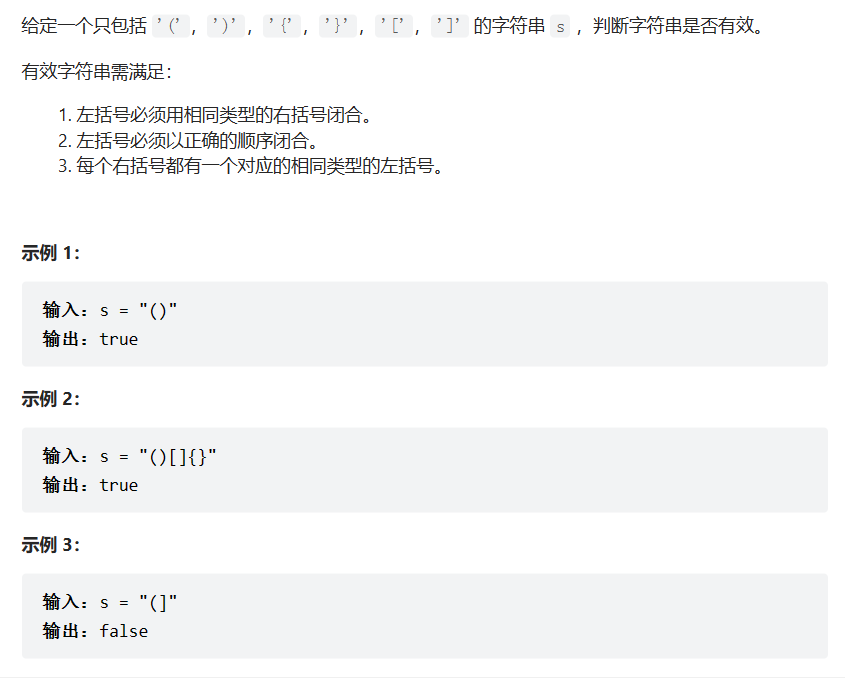 给定一个只包括 '(', ')', '{', '}', '[', ']' 的字符串 s ，判断字符串是否有效。
有效字符串需满足：
1. 左括号必须用相同类型的右括号闭合。
2. 左括号必须以正确的顺序闭合。
3. 每个右括号都有一个对应的相同类型的左括号。
示例 1：
输入：s = "()"
输出：true
示例 2：
输入：s = "()[]{}"
输出：true
示例 3：
输入：s = "(]"
输出：false